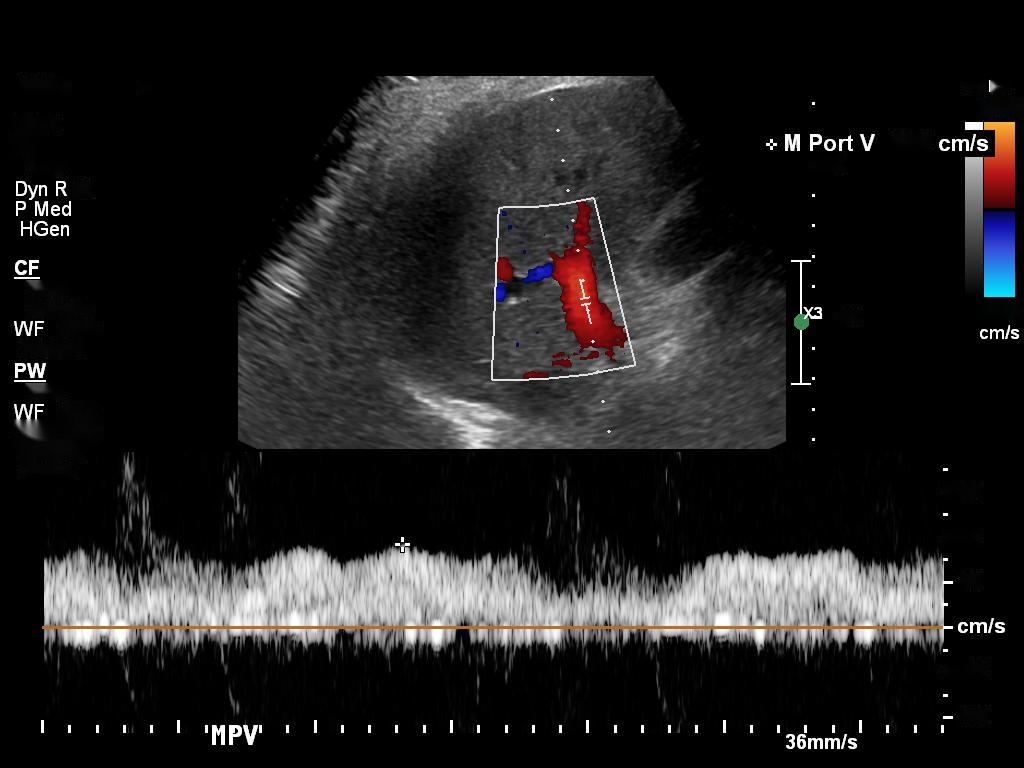 M Port V
cm/s
Dyn R
P Med
HGen
CF
WF
X3
cm/s
PW
WF
cm/s
MPV
36mm/s